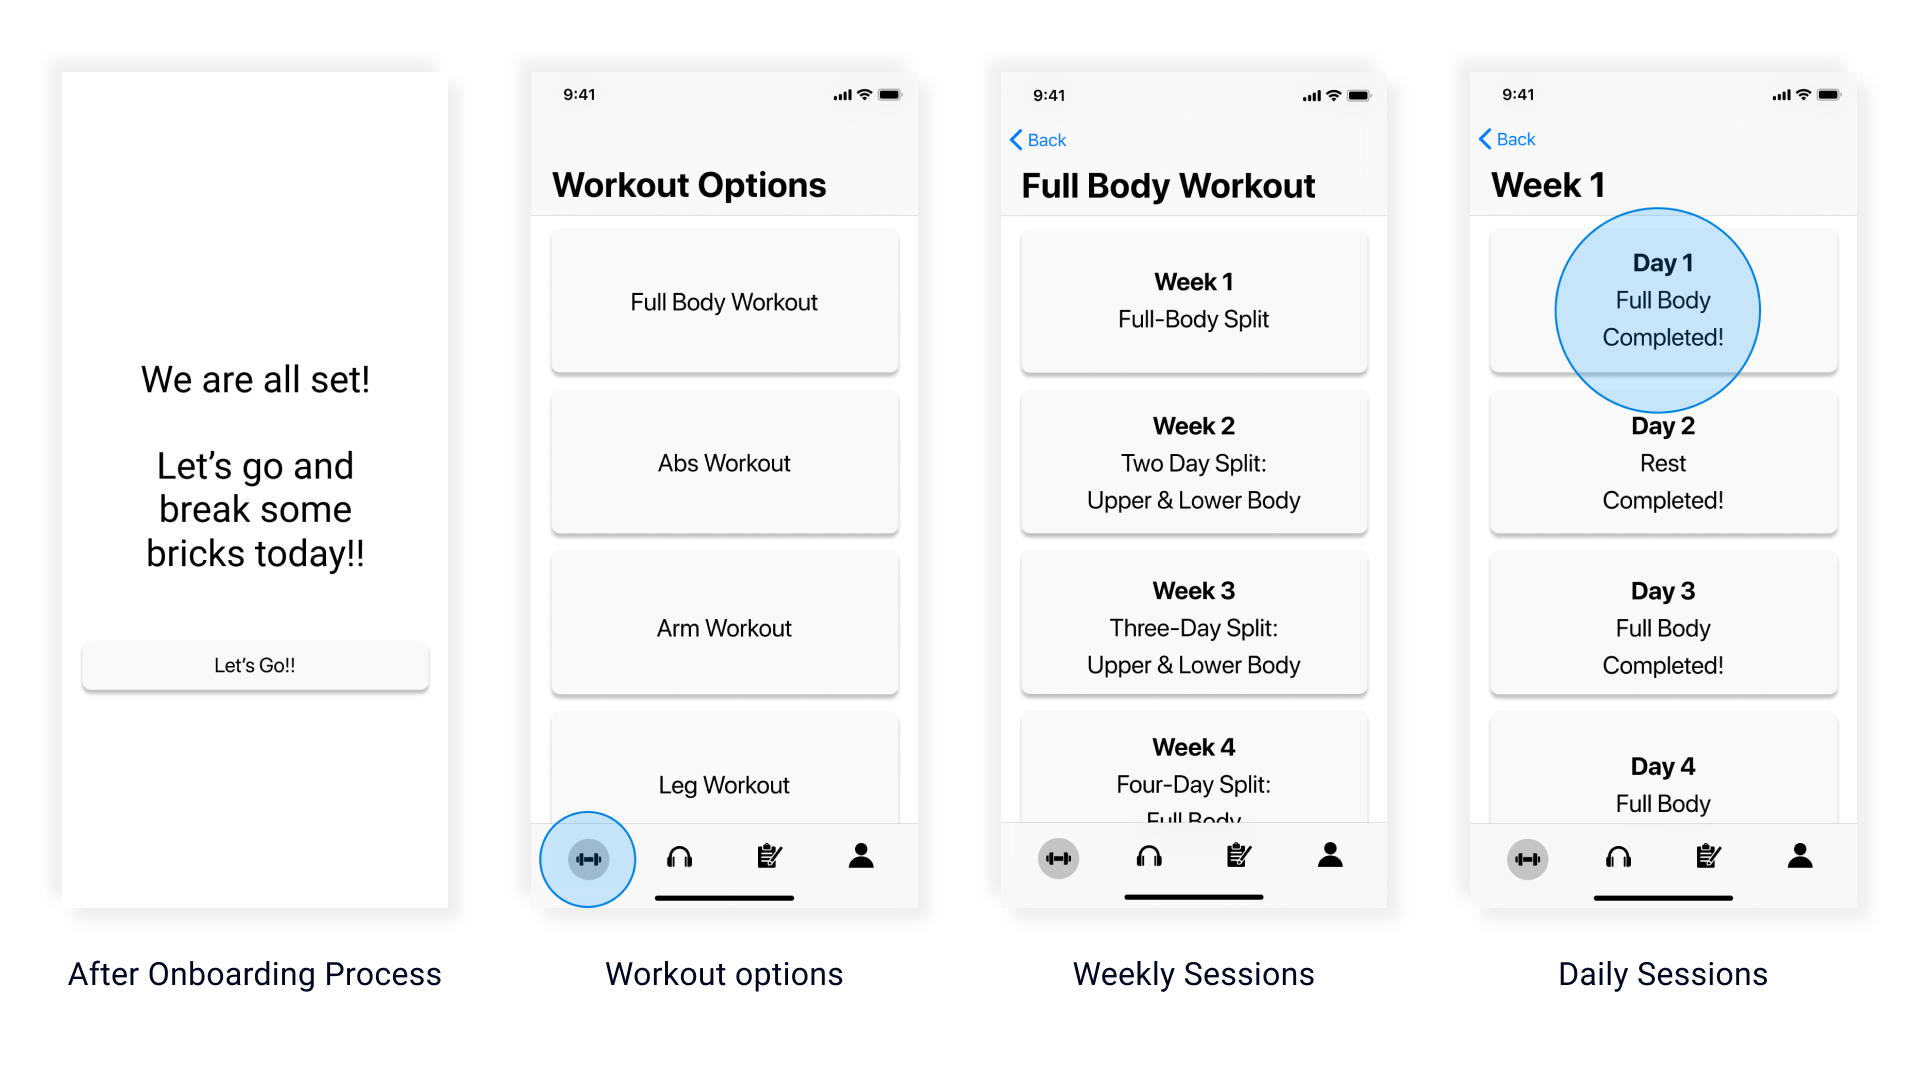 We are all set!
Let’s go and
break some
bricks today!!
Let’s Go!!
After Onboarding Process
9:41
Workout Options
Full Body Workout
Abs Workout
Arm Workout
Leg Workout
Workout options
9:41
Back
Full Body Workout
Week 1
Full-Body Split
Week 2
Two Day Split:
Upper & Lower Body
Week 3
Three-Day Split:
Upper & Lower Body
Week 4
Four-Day Split:
Full Body
Weekly Sessions
9:41
Back
Week 1
Day 1
Full Body
Completed!
Day 2
Rest
Completed!
Day 3
Full Body
Completed!
Day 4
Full Body
Daily Sessions